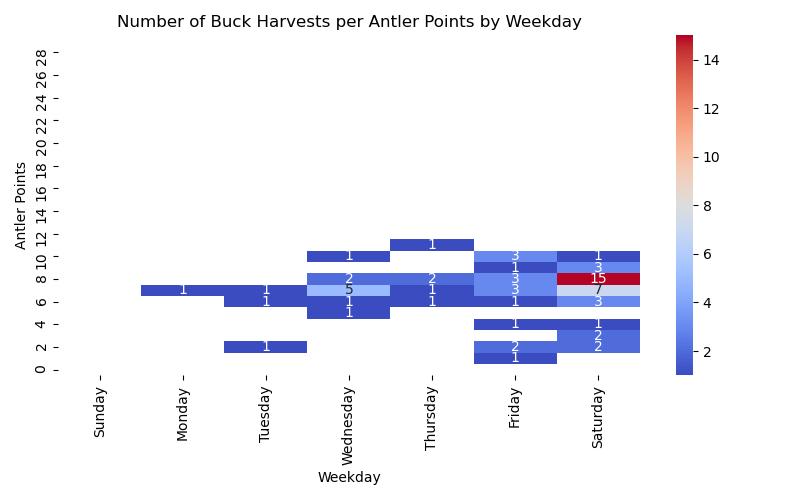 Number of Buck Harvests per Antler Points by Weekday
28
26
24
22
20
18
16
14
12
10
8
6
4
2
0
Antler Points
1
1 3 1
1 3
2 2 3 15
1 1 5 1 3 7
1 1 1 1 3
1
1 1
2
1 2 2
1
Sunday
Monday
Tuesday
Wednesday
Thursday
Friday
Saturday
Weekday
14
12
10
8
6
4
2